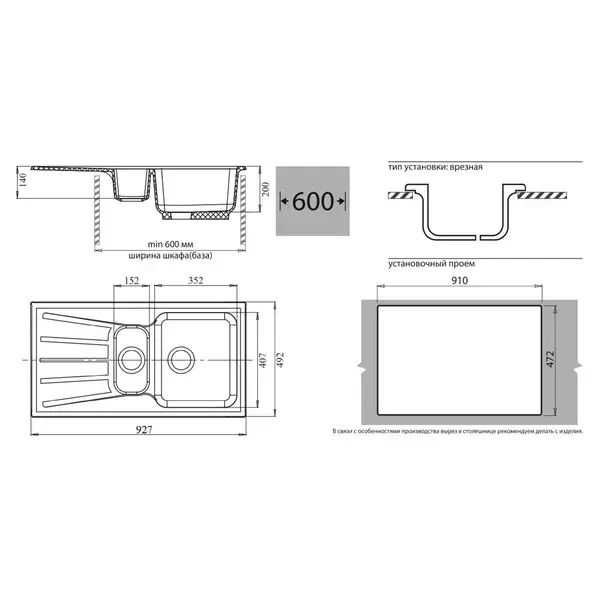 140
200
min 600 мм
ширина шкафа(база)
600
тип установки: врезная
установочный проем
152
352
407
492
927
910
472
В связи с особенностями производства вырез в столешнице рекомендуем делать с изделия.